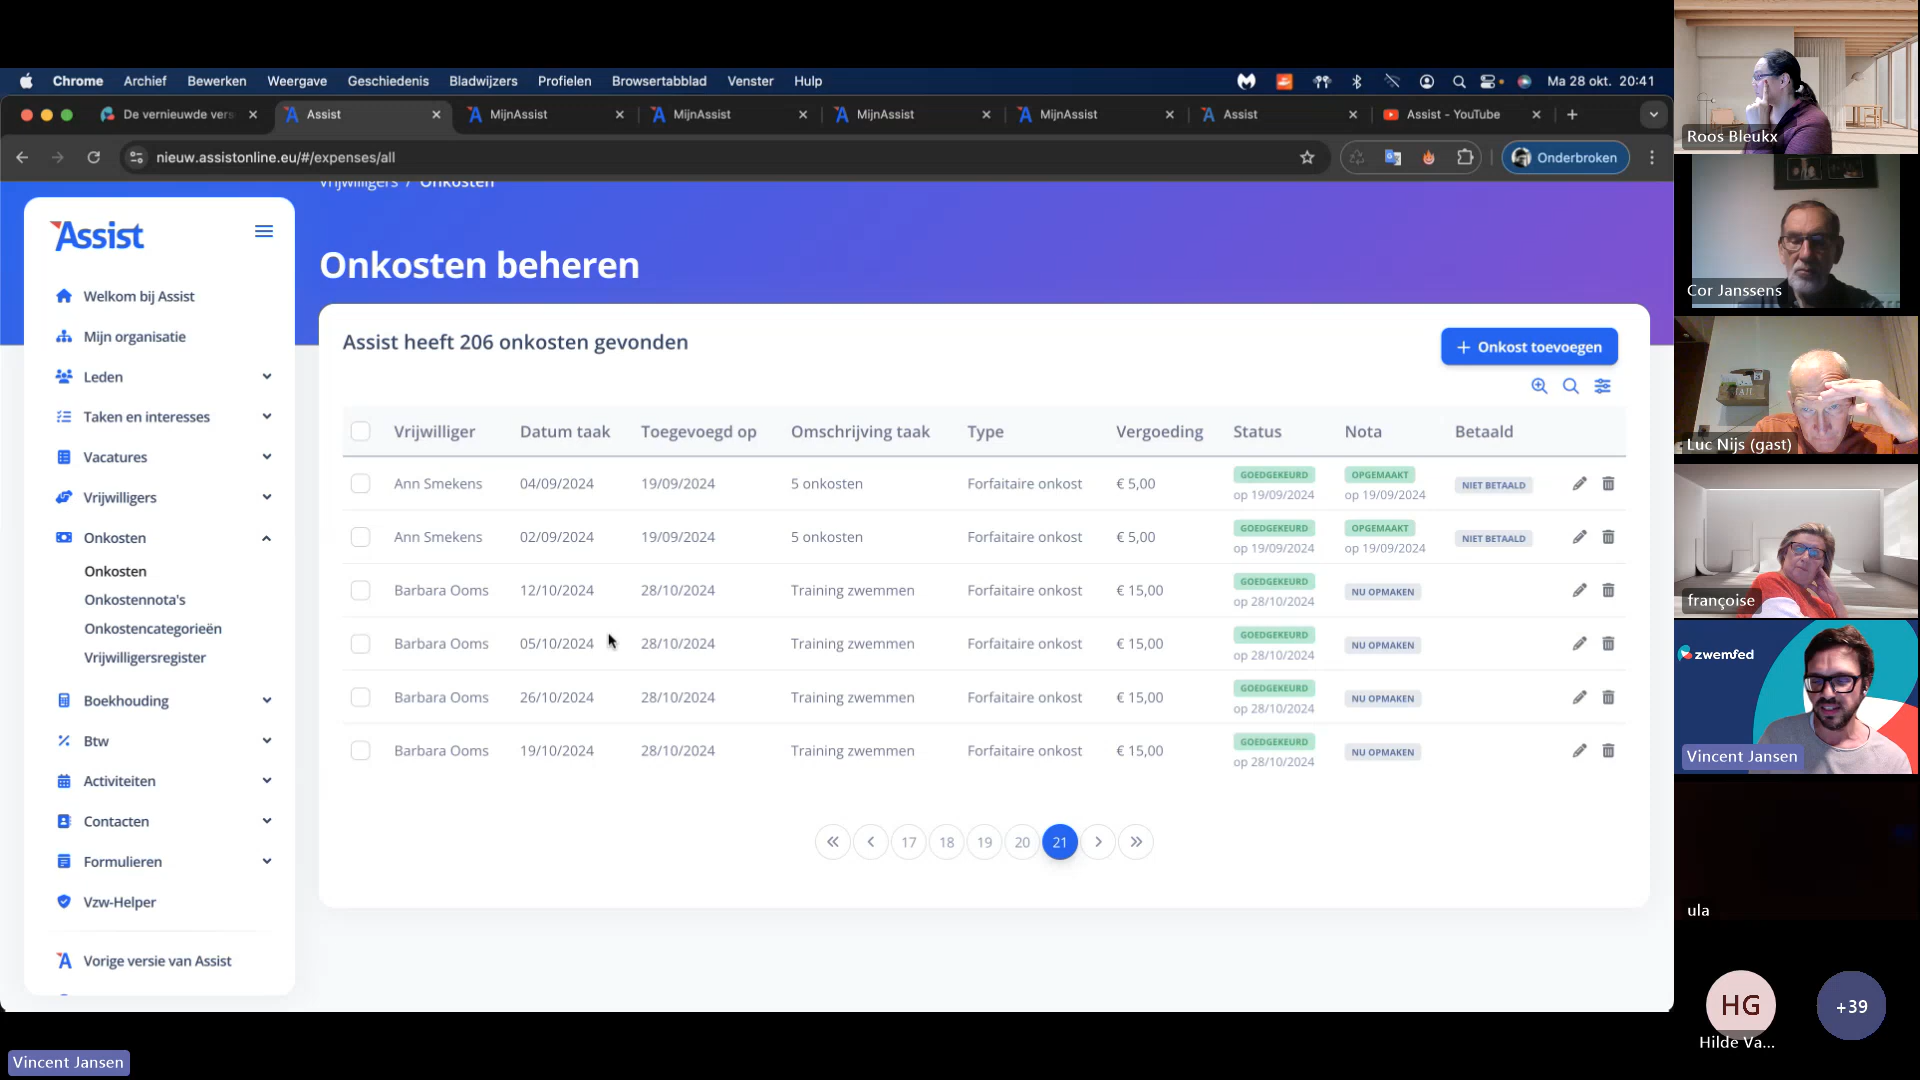 Chrome Archief Bewerken Weergave Geschiedenis Bladwijzers Profielen Browsertabblad Venster Hulp Ma 28 okt. 20:41
De vernieuwde vers Assist MijnAssist MijnAssist MijnAssist MijnAssist Assist Assist - YouTube
nieuw.assistonline.eu/#/expenses/all Onderbroken
Vrijwilligers / Onkosten
Assist
Welkom bij Assist
Mijn organisatie
Leden
Taken en interesses
Vacatures
Vrijwilligers
Onkosten
Onkosten
Onkostennota's
Onkostencategorieën
Vrijwilligersregister
Boekhouding
Btw
Activiteiten
Contacten
Formulieren
Vzw-Helper
Vorige versie van Assist
Onkosten beheren
Assist heeft 206 onkosten gevonden
+ Onkost toevoegen
Vrijwilliger Datum taak Toegevoegd op Omschrijving taak Type Vergoeding Status Nota Betaald
Ann Smekens 04/09/2024 19/09/2024 5 onkosten Forfaitaire onkost € 5,00 GOEDGEKEURD OPGEMAAKT NIET BETAALD
op 19/09/2024 op 19/09/2024
Ann Smekens 02/09/2024 19/09/2024 5 onkosten Forfaitaire onkost € 5,00 GOEDGEKEURD OPGEMAAKT NIET BETAALD
op 19/09/2024 op 19/09/2024
Barbara Ooms 12/10/2024 28/10/2024 Training zwemmen Forfaitaire onkost € 15,00 GOEDGEKEURD NU OPMAKEN
op 28/10/2024
Barbara Ooms 05/10/2024 28/10/2024 Training zwemmen Forfaitaire onkost € 15,00 GOEDGEKEURD NU OPMAKEN
op 28/10/2024
Barbara Ooms 26/10/2024 28/10/2024 Training zwemmen Forfaitaire onkost € 15,00 GOEDGEKEURD NU OPMAKEN
op 28/10/2024
Barbara Ooms 19/10/2024 28/10/2024 Training zwemmen Forfaitaire onkost € 15,00 GOEDGEKEURD NU OPMAKEN
op 28/10/2024
« ‹ 17 18 19 20 21 › »
Roos Bleukx
Cor Janssens
Luc Nijs (gast)
françoise
zwemfed
Vincent Jansen
ula
HG
+39
Hilde Va...
Vincent Jansen